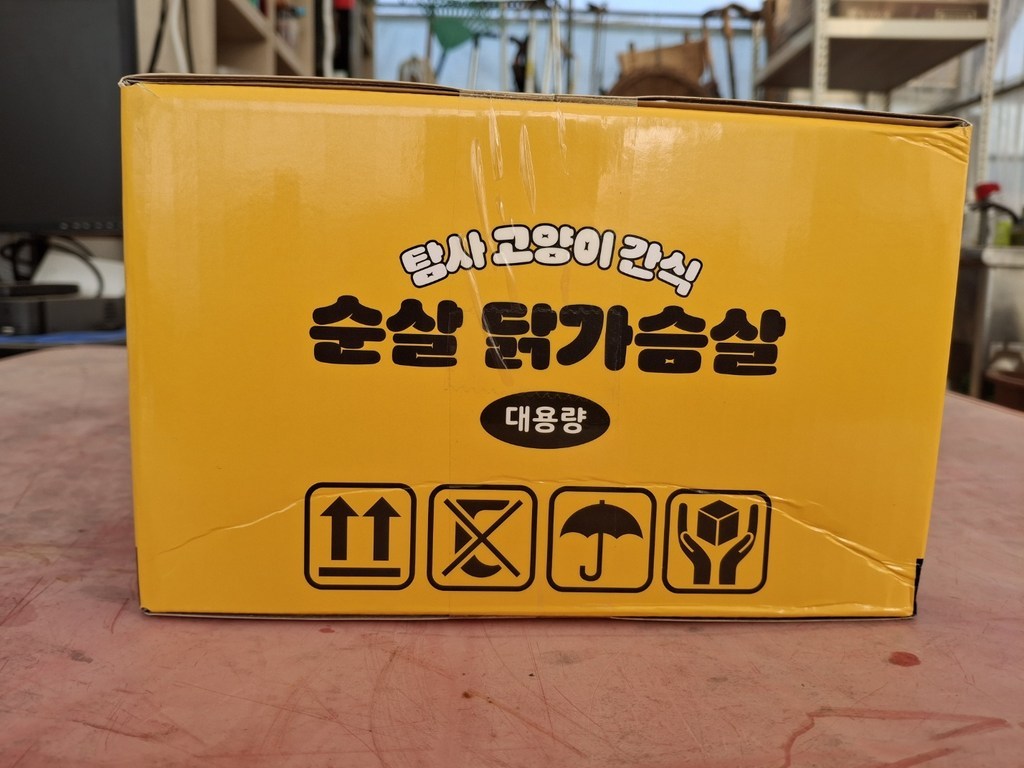 탐사 고양이 간식
순살 닭가슴살
대용량